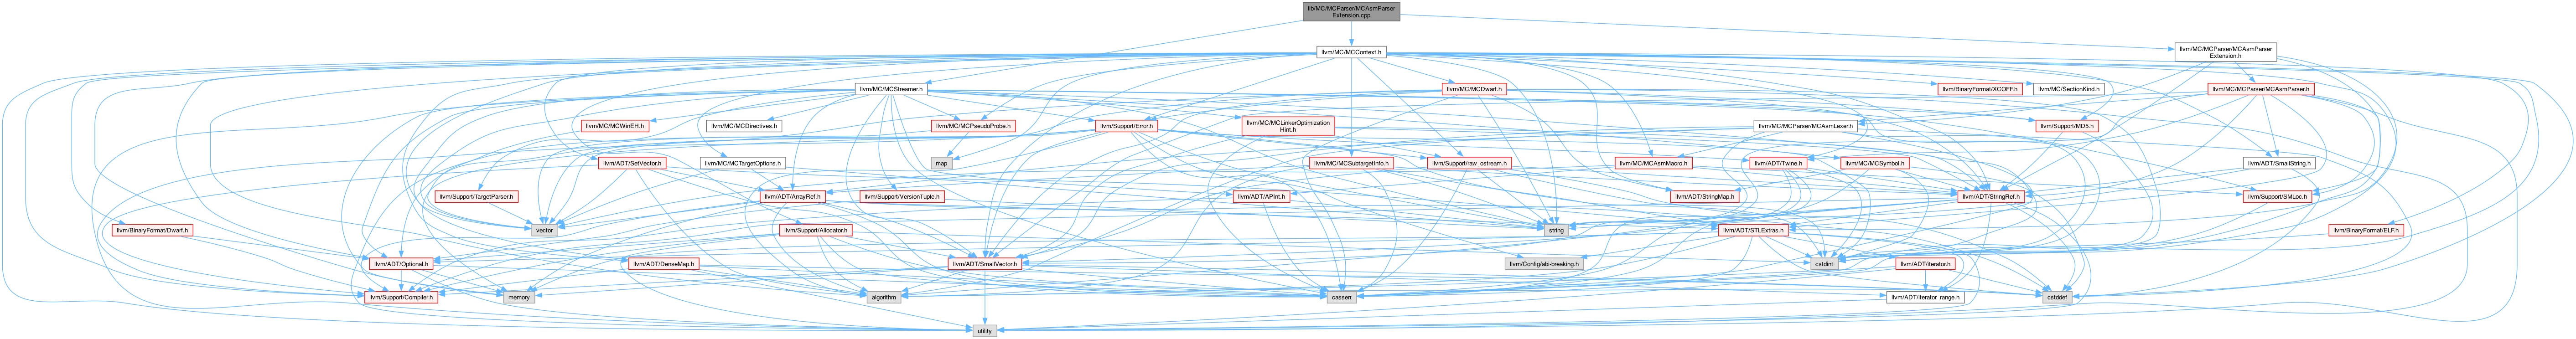 lib/MC/MCParser/MCAsmParser
Extension.cpp
llvm/MC/MCContext.h
llvm/MC/MCParser/MCAsmParser
Extension.h
llvm/MC/MCStreamer.h
llvm/MC/MCDwarf.h
llvm/BinaryFormat/XCOFF.h
llvm/MC/SectionKind.h
llvm/MC/MCParser/MCAsmParser.h
llvm/MC/MCWinEH.h
llvm/MC/MCDirectives.h
llvm/MC/MCPseudoProbe.h
llvm/Support/Error.h
llvm/MC/MCLinkerOptimization
Hint.h
llvm/MC/MCParser/MCAsmLexer.h
llvm/Support/MD5.h
llvm/ADT/SetVector.h
llvm/MC/MCTargetOptions.h
map
llvm/MC/MCSubtargetInfo.h
llvm/Support/raw_ostream.h
llvm/MC/MCAsmMacro.h
llvm/ADT/Twine.h
llvm/MC/MCSymbol.h
llvm/ADT/SmallString.h
llvm/Support/TargetParser.h
llvm/ADT/ArrayRef.h
llvm/Support/VersionTuple.h
llvm/ADT/APInt.h
llvm/ADT/StringMap.h
llvm/ADT/StringRef.h
llvm/Support/SMLoc.h
llvm/BinaryFormat/Dwarf.h
vector
llvm/Support/Allocator.h
string
llvm/ADT/STLExtras.h
llvm/BinaryFormat/ELF.h
llvm/ADT/Optional.h
llvm/ADT/DenseMap.h
llvm/ADT/SmallVector.h
llvm/Config/abi-breaking.h
cstdint
llvm/ADT/iterator.h
llvm/Support/Compiler.h
memory
algorithm
cassert
llvm/ADT/iterator_range.h
cstddef
utility